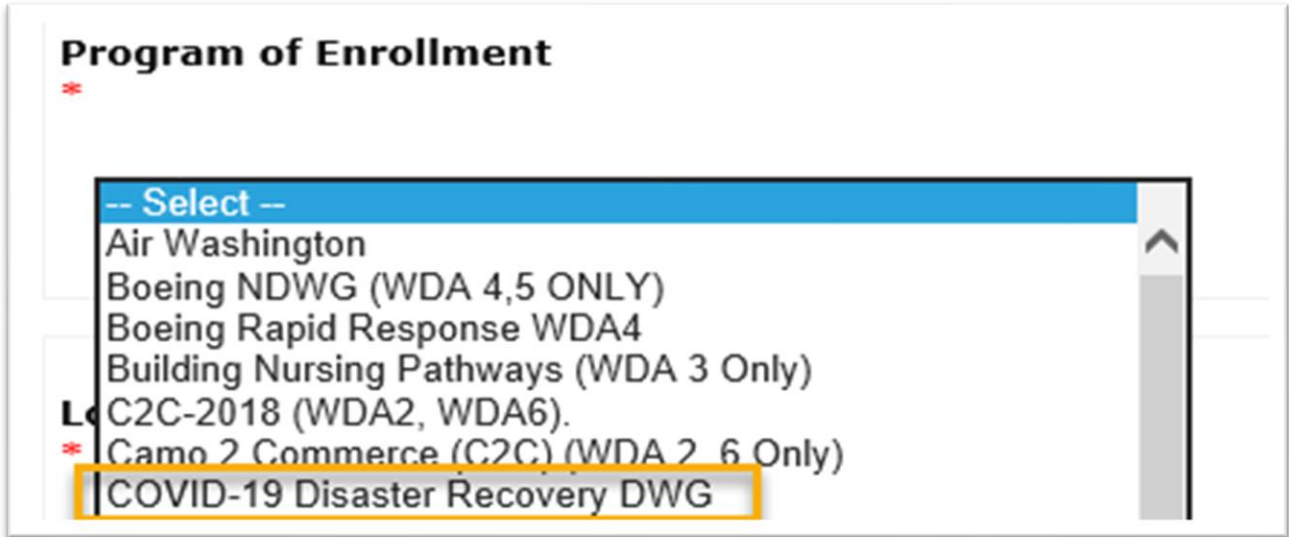 Program of Enrollment
*
-- Select --
Air Washington
Boeing NDWG (WDA 4,5 ONLY)
Boeing Rapid Response WDA4
Building Nursing Pathways (WDA 3 Only)
C2C-2018 (WDA2, WDA6).
* Camo 2 Commerce (C2C) (WDA 2, 6 Only)
COVID-19 Disaster Recovery DWG